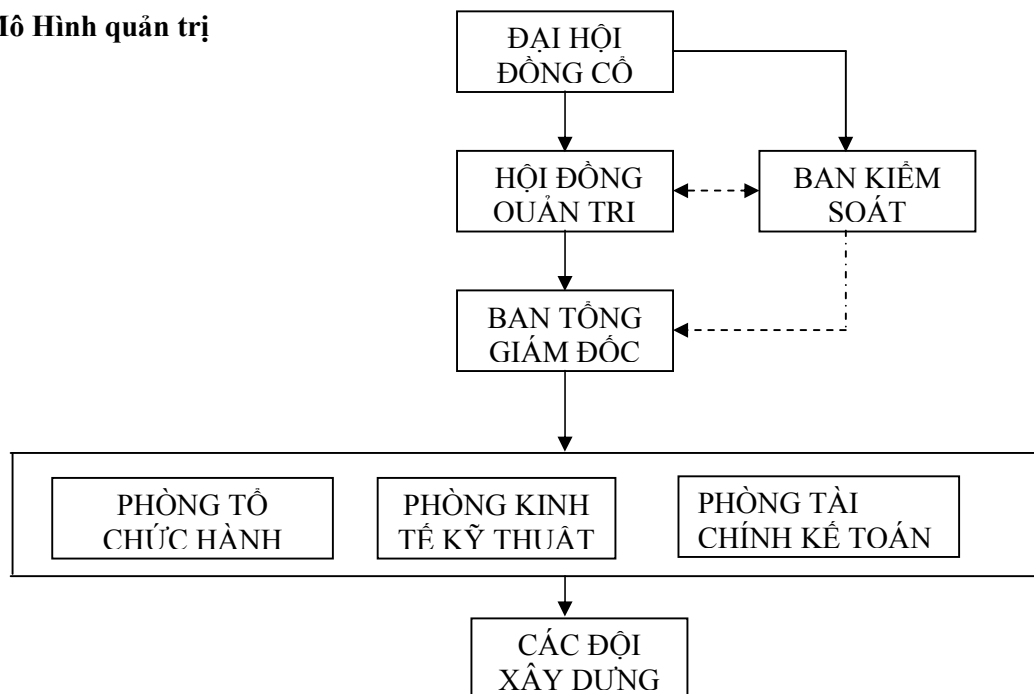 Mô Hình quản trị
ĐẠI HỘI
ĐỒNG CỔ
HỘI ĐỒNG
QUẢN TRỊ
BAN KIỂM
SOÁT
BAN TỔNG
GIÁM ĐỐC
PHÒNG TỔ
CHỨC HÀNH
PHÒNG KINH
TẾ KỸ THUẬT
PHÒNG TÀI
CHÍNH KẾ TOÁN
CÁC ĐỘI
XÂY DỰNG